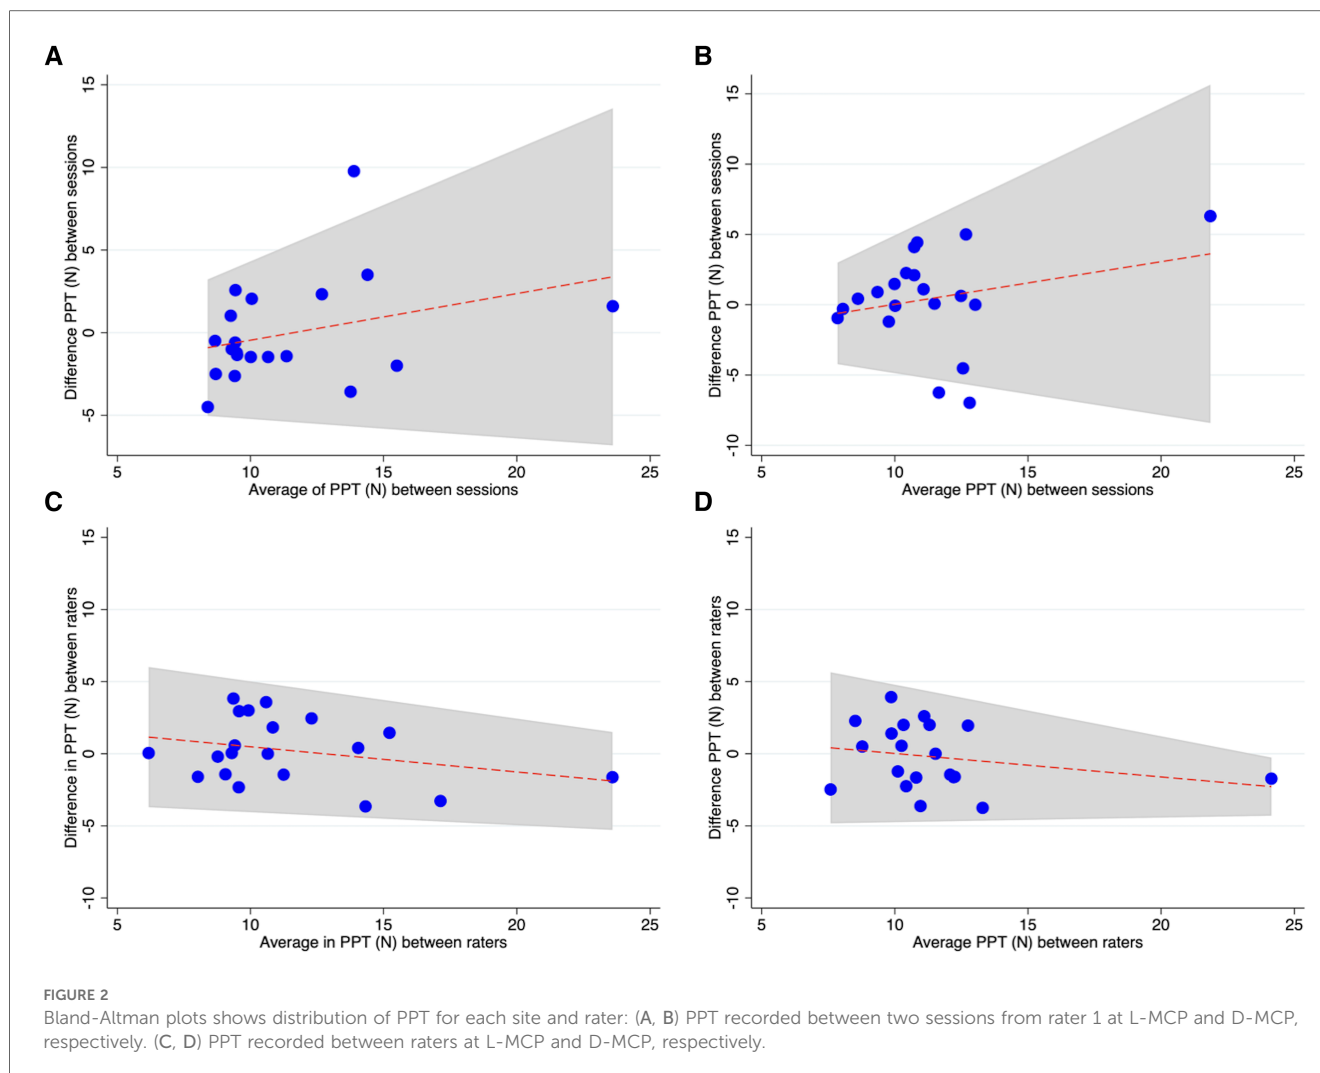 A
B
Difference PPT (N) between sessions
15
10
5
0
-5
5
10
15
20
25
Average of PPT (N) between sessions
Difference PPT (N) between sessions
15
10
5
0
-5
-10
5
10
15
20
25
Average PPT (N) between sessions
C
D
Difference in PPT (N) between raters
15
10
5
0
-5
-10
5
10
15
20
25
Average in PPT (N) between raters
Difference PPT (N) between raters
15
10
5
0
-5
-10
5
10
15
20
25
Average PPT (N) between raters
FIGURE 2
Bland-Altman plots shows distribution of PPT for each site and rater: (A, B) PPT recorded between two sessions from rater 1 at L-MCP and D-MCP,
respectively. (C, D) PPT recorded between raters at L-MCP and D-MCP, respectively.